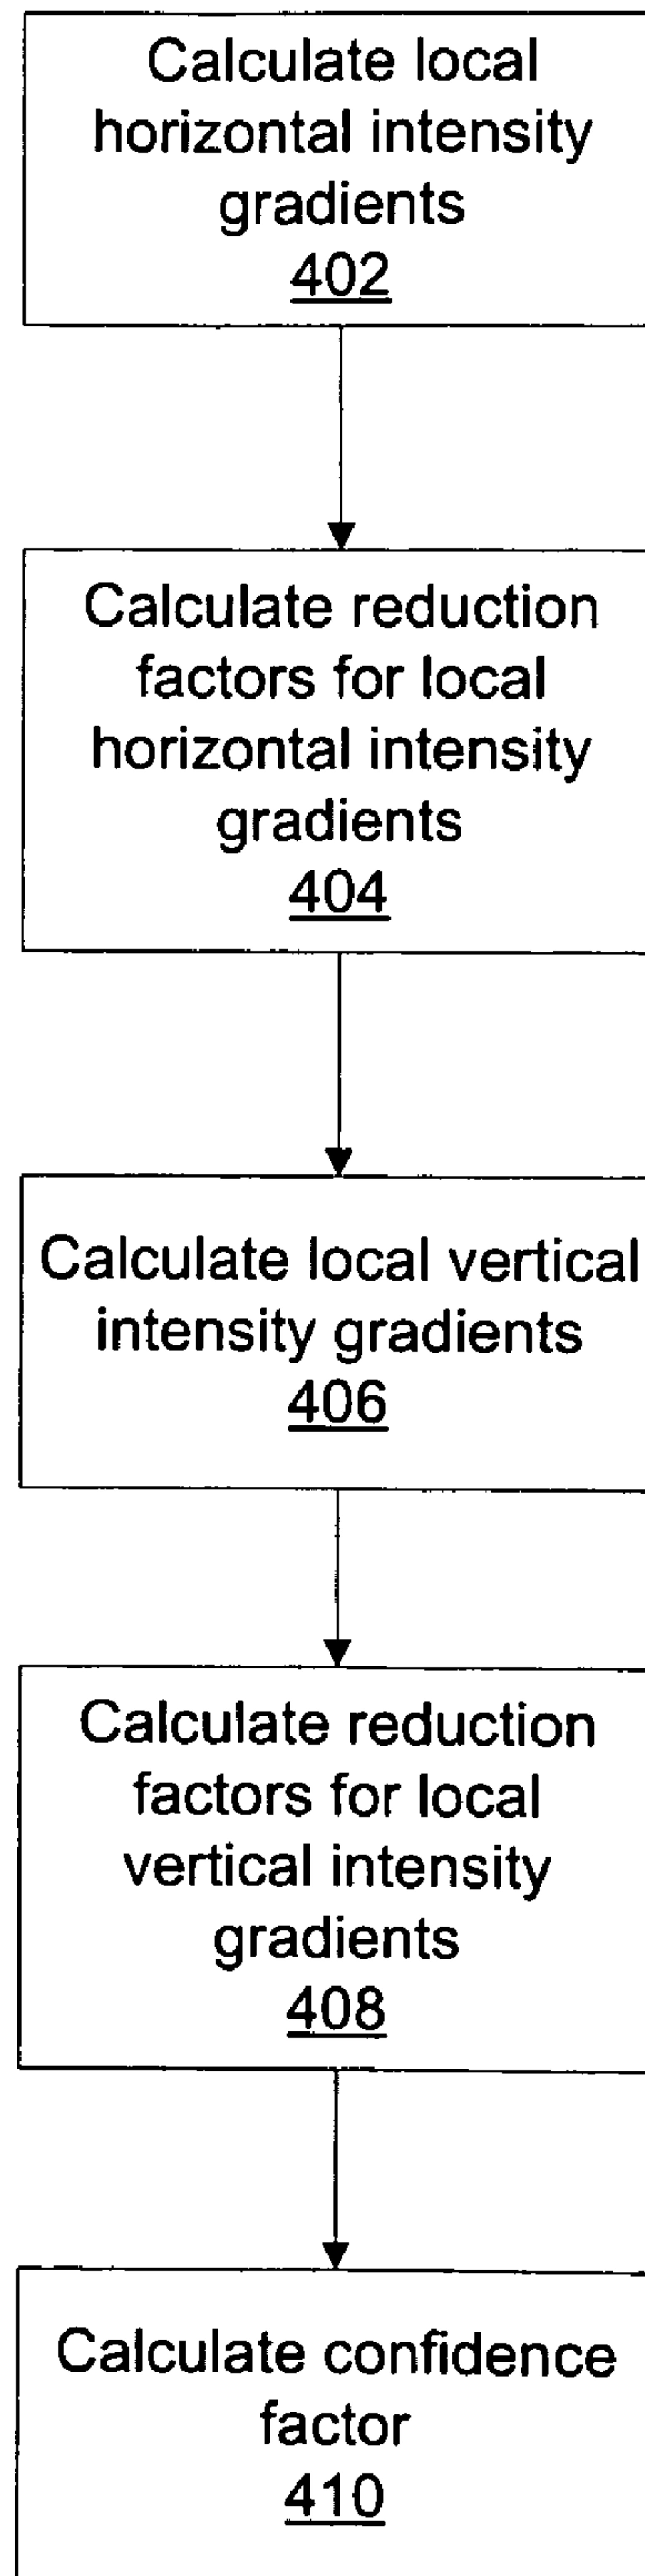 Calculate local
horizontal intensity
gradients
402
Calculate reduction
factors for local
horizontal intensity
gradients
404
Calculate local vertical
intensity gradients
406
Calculate reduction
factors for local
vertical intensity
gradients
408
Calculate confidence
factor
410